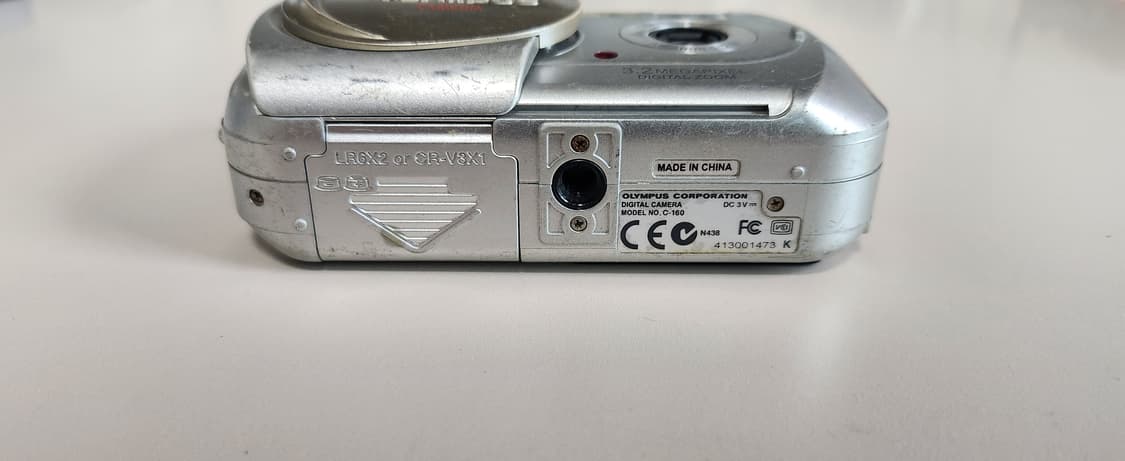 3.2 MEGAPIXEL
DIGITAL ZOOM
LR6X2 or CR-V3X1
MADE IN CHINA
OLYMPUS CORPORATION
DIGITAL CAMERA DC 3V
MODEL NO. C-160
CE N438 FC
413001473 K